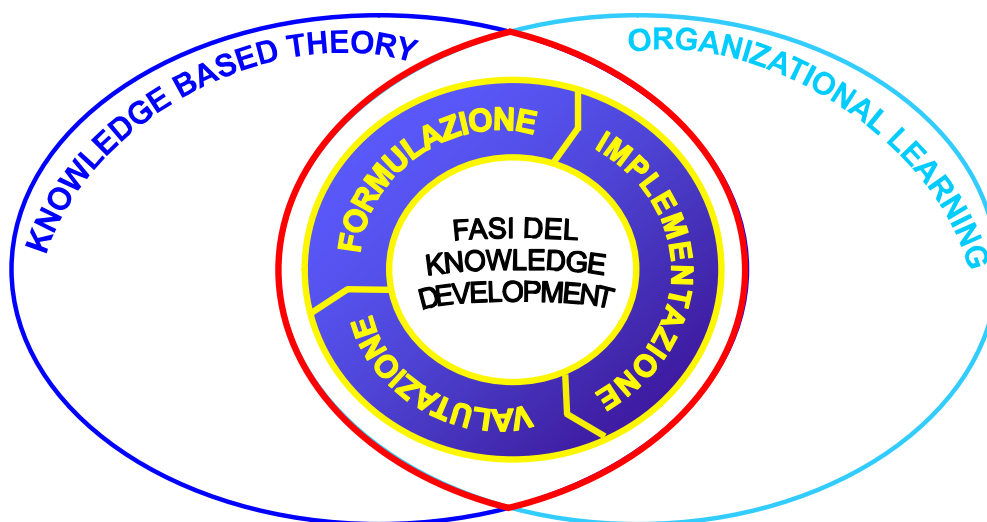 KNOWLEDGE BASED THEORY
ORGANIZATIONAL LEARNING
FORMULAZIONE
IMPLEMENTAZIONE
VALUTAZIONE
FASI DEL
KNOWLEDGE
DEVELOPMENT